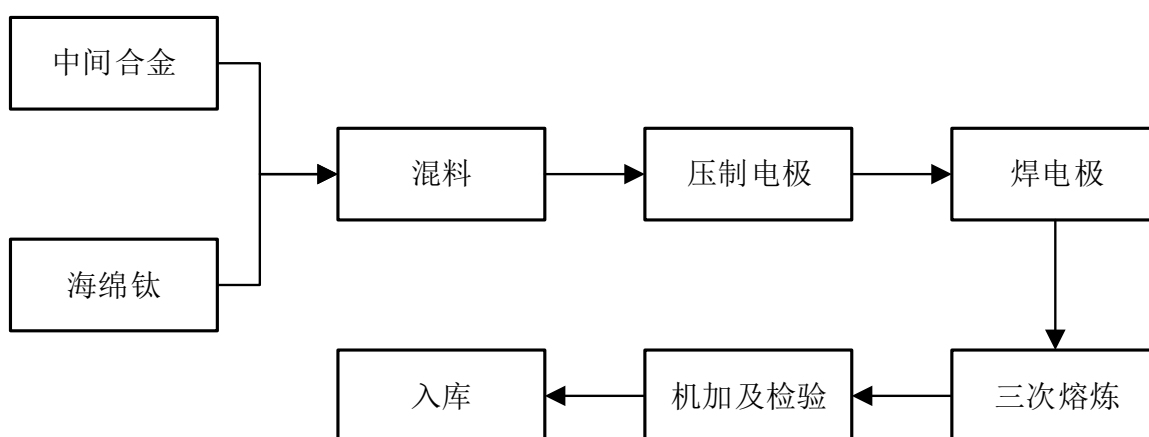 中间合金
海绵钛
混料
压制电极
焊电极
三次熔炼
机加及检验
入库